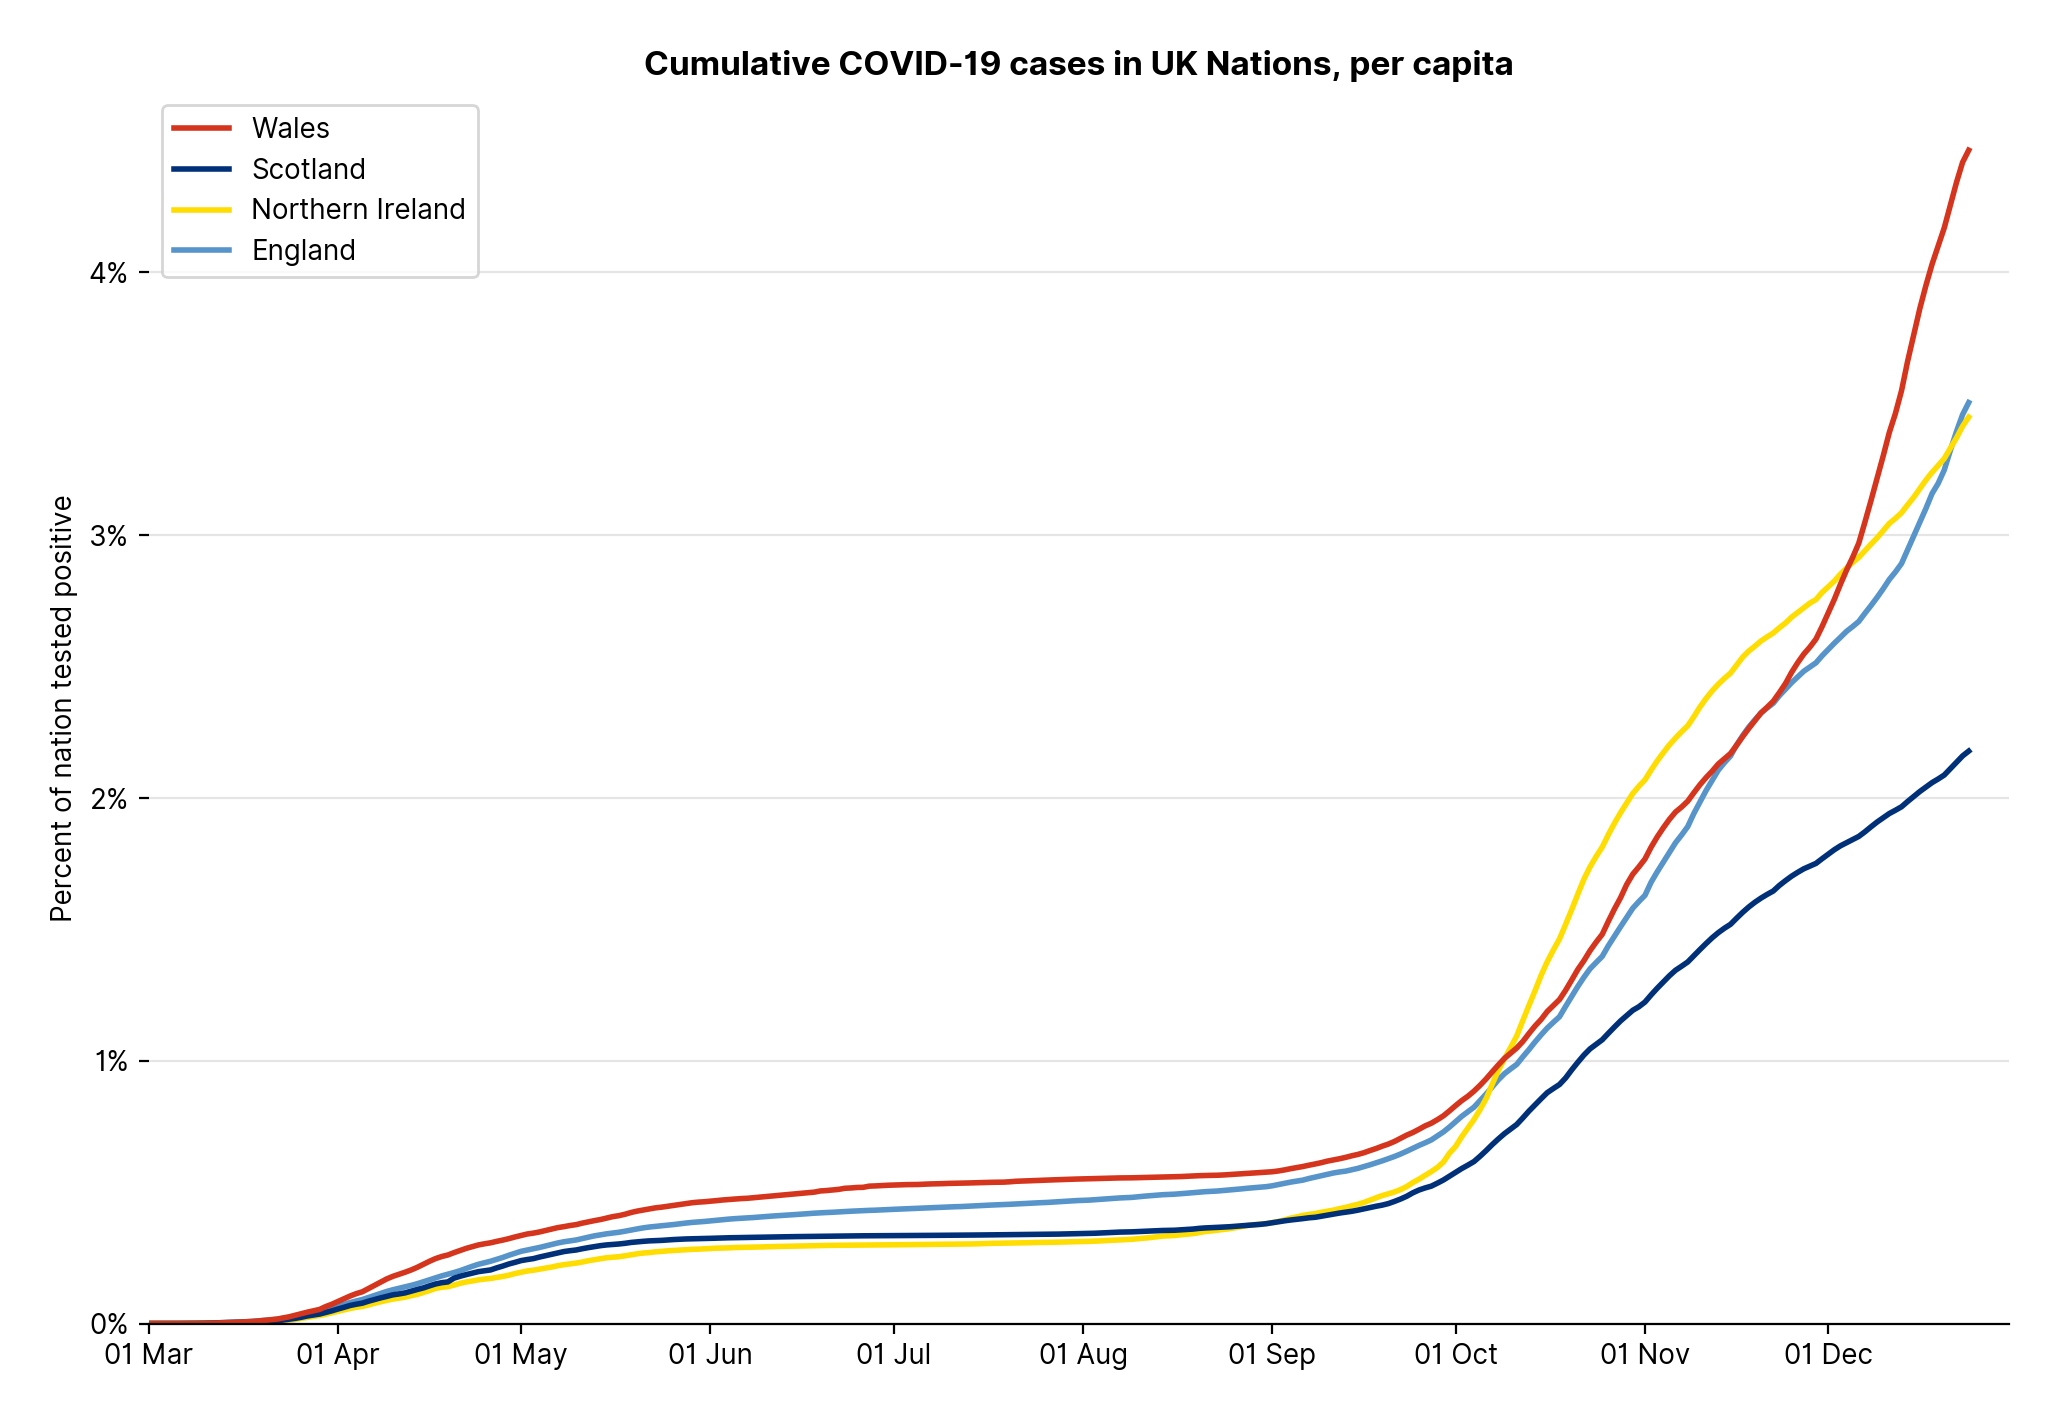 Cumulative COVID-19 cases in UK Nations, per capita
Wales
Scotland
Northern Ireland
England
Percent of nation tested positive
4%
3%
2%
1%
0%
01 Mar
01 Apr
01 May
01 Jun
01 Jul
01 Aug
01 Sep
01 Oct
01 Nov
01 Dec